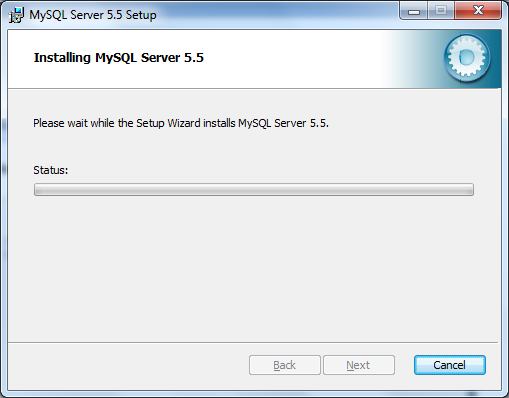 MySQL Server 5.5 Setup
Installing MySQL Server 5.5
Please wait while the Setup Wizard installs MySQL Server 5.5.
Status:
Back
Next
Cancel